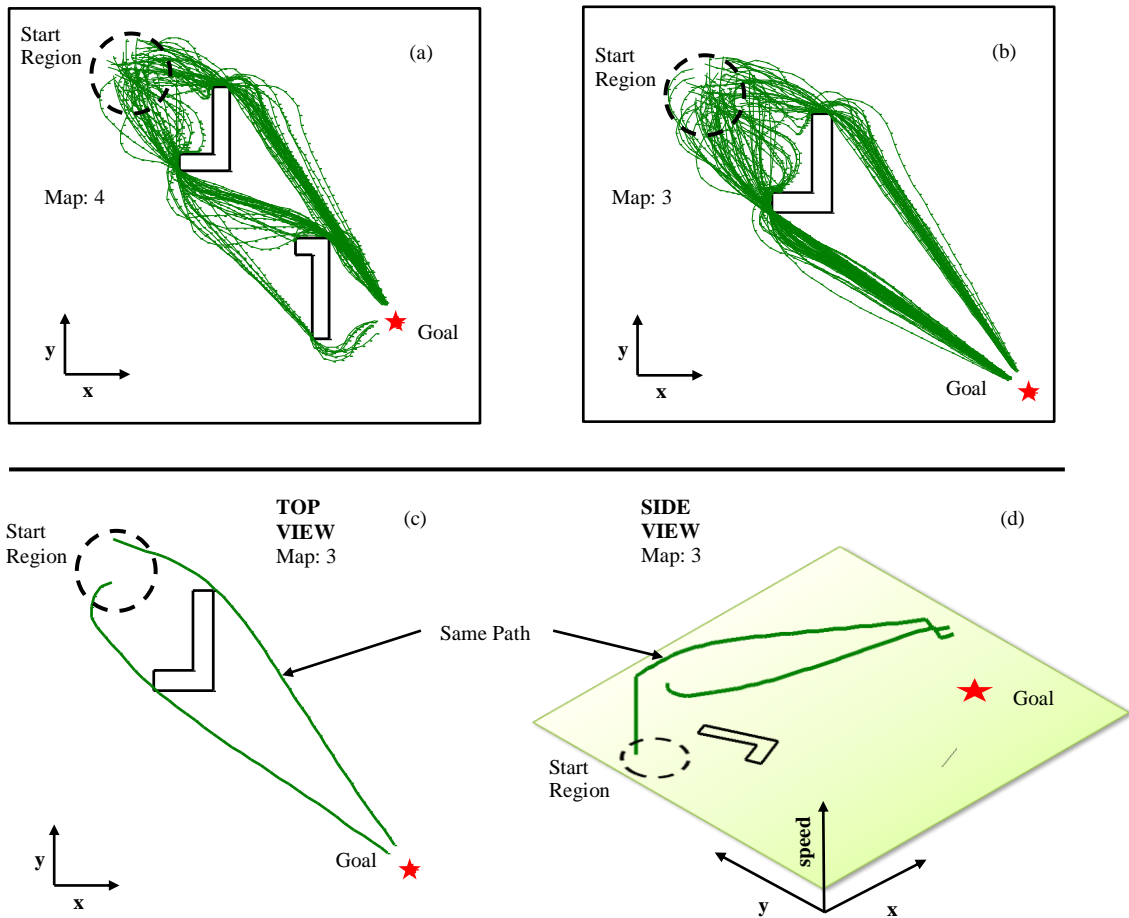 Start
Region
(a)
Map: 4
Goal
y
x
Start
Region
(b)
Map: 3
Goal
y
x
TOP
VIEW
Map: 3
(c)
Start
Region
Same Path
Goal
y
x
SIDE
VIEW
Map: 3
(d)
Goal
Start
Region
speed
y
x